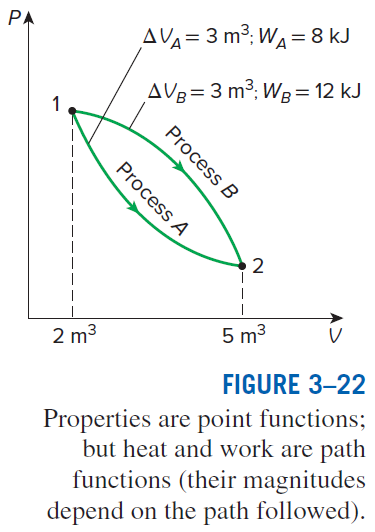 P
ΔV_A = 3 m³; W_A = 8 kJ
ΔV_B = 3 m³; W_B = 12 kJ
1
Process B
Process A
2
2 m³
5 m³
V
FIGURE 3–22
Properties are point functions;
but heat and work are path
functions (their magnitudes
depend on the path followed).